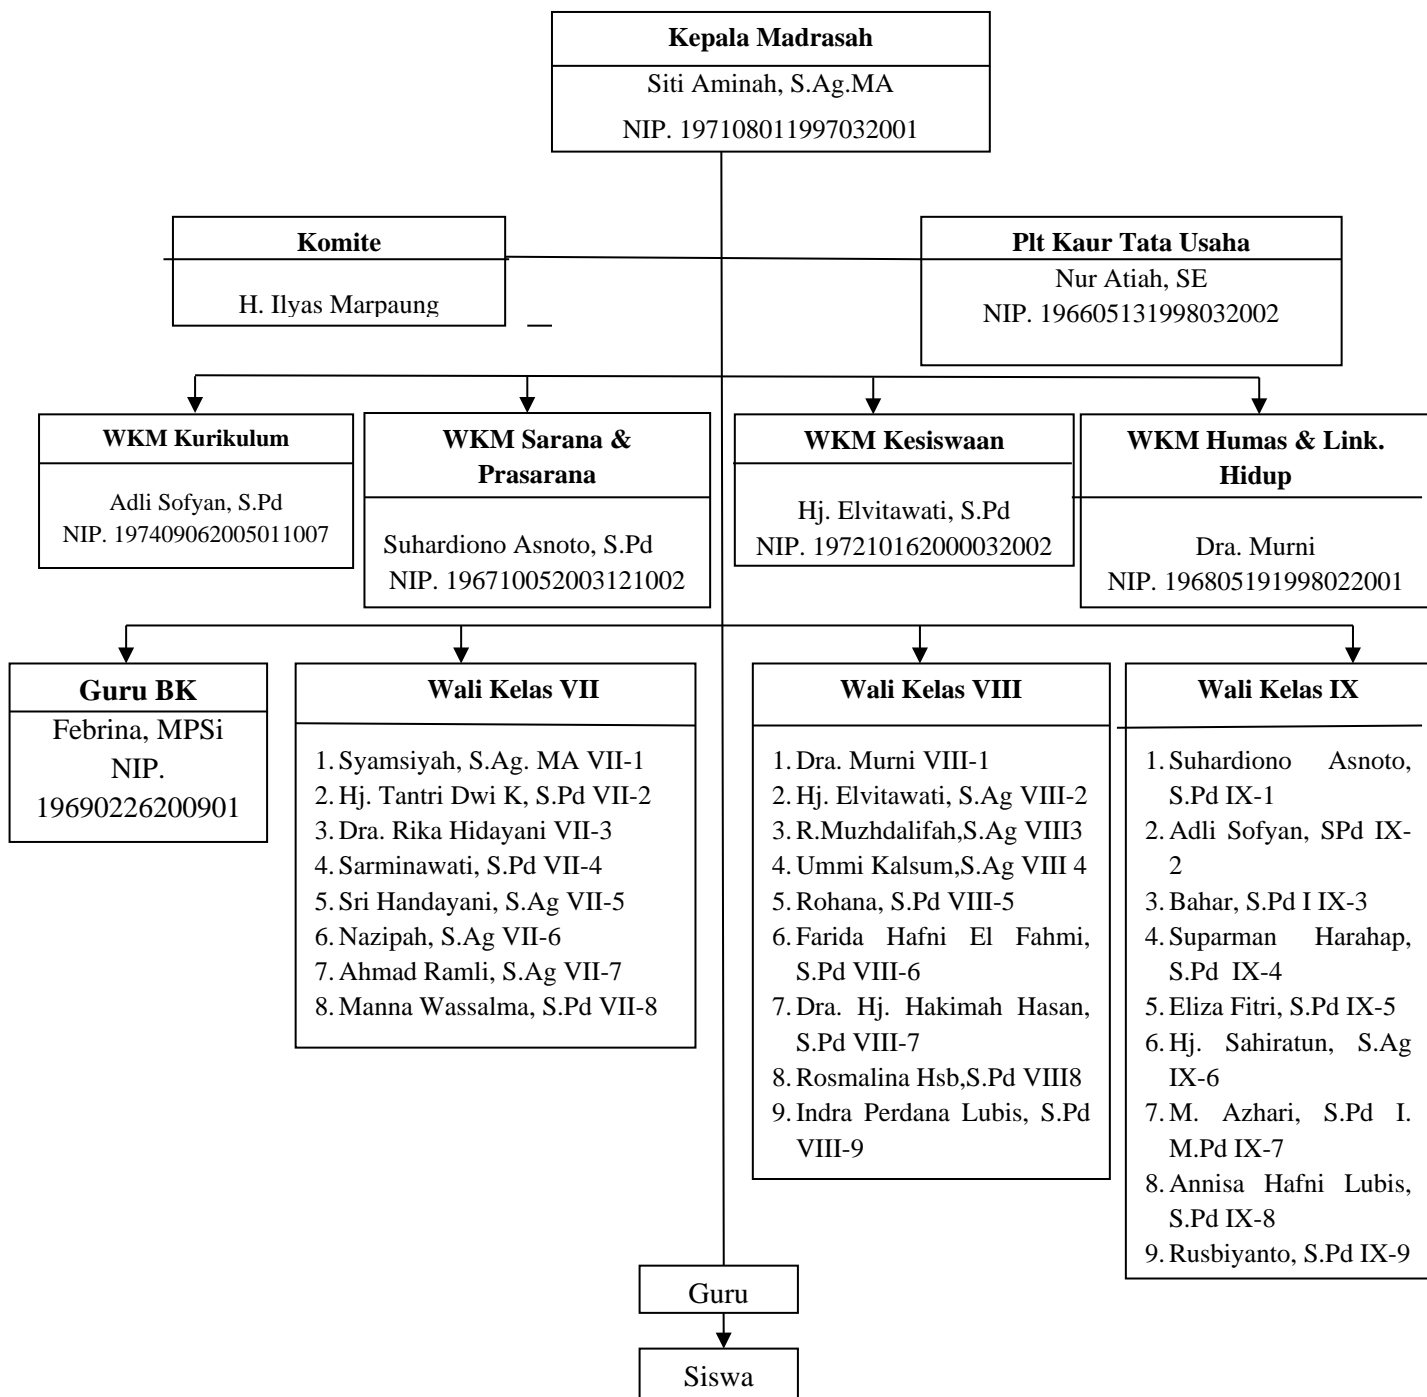 Kepala Madrasah
Siti Aminah, S.Ag.MA
NIP. 197108011997032001
Komite
H. Ilyas Marpaung
Plt Kaur Tata Usaha
Nur Atiah, SE
NIP. 196605131998032002
WKM Kurikulum
Adli Sofyan, S.Pd
NIP. 197409062005011007
WKM Sarana &
Prasarana
Suhardiono Asnoto, S.Pd
NIP. 196710052003121002
WKM Kesiswaan
Hj. Elvitawati, S.Pd
NIP. 197210162000032002
WKM Humas & Link.
Hidup
Dra. Murni
NIP. 196805191998022001
Guru BK
Febrina, MPSi
NIP.
19690226200901
Wali Kelas VII
1. Syamsiyah, S.Ag. MA VII-1
2. Hj. Tantri Dwi K, S.Pd VII-2
3. Dra. Rika Hidayani VII-3
4. Sarminawati, S.Pd VII-4
5. Sri Handayani, S.Ag VII-5
6. Nazipah, S.Ag VII-6
7. Ahmad Ramli, S.Ag VII-7
8. Manna Wassalma, S.Pd VII-8
Wali Kelas VIII
1. Dra. Murni VIII-1
2. Hj. Elvitawati, S.Ag VIII-2
3. R.Muzhdalifah,S.Ag VIII3
4. Ummi Kalsum,S.Ag VIII 4
5. Rohana, S.Pd VIII-5
6. Farida Hafni El Fahmi,
S.Pd VIII-6
7. Dra. Hj. Hakimah Hasan,
S.Pd VIII-7
8. Rosmalina Hsb,S.Pd VIII8
9. Indra Perdana Lubis, S.Pd
VIII-9
Wali Kelas IX
1. Suhardiono Asnoto,
S.Pd IX-1
2. Adli Sofyan, SPd IX-
2
3. Bahar, S.Pd I IX-3
4. Suparman Harahap,
S.Pd IX-4
5. Eliza Fitri, S.Pd IX-5
6. Hj. Sahiratun, S.Ag
IX-6
7. M. Azhari, S.Pd I.
M.Pd IX-7
8. Annisa Hafni Lubis,
S.Pd IX-8
9. Rusbiyanto, S.Pd IX-9
Guru
Siswa